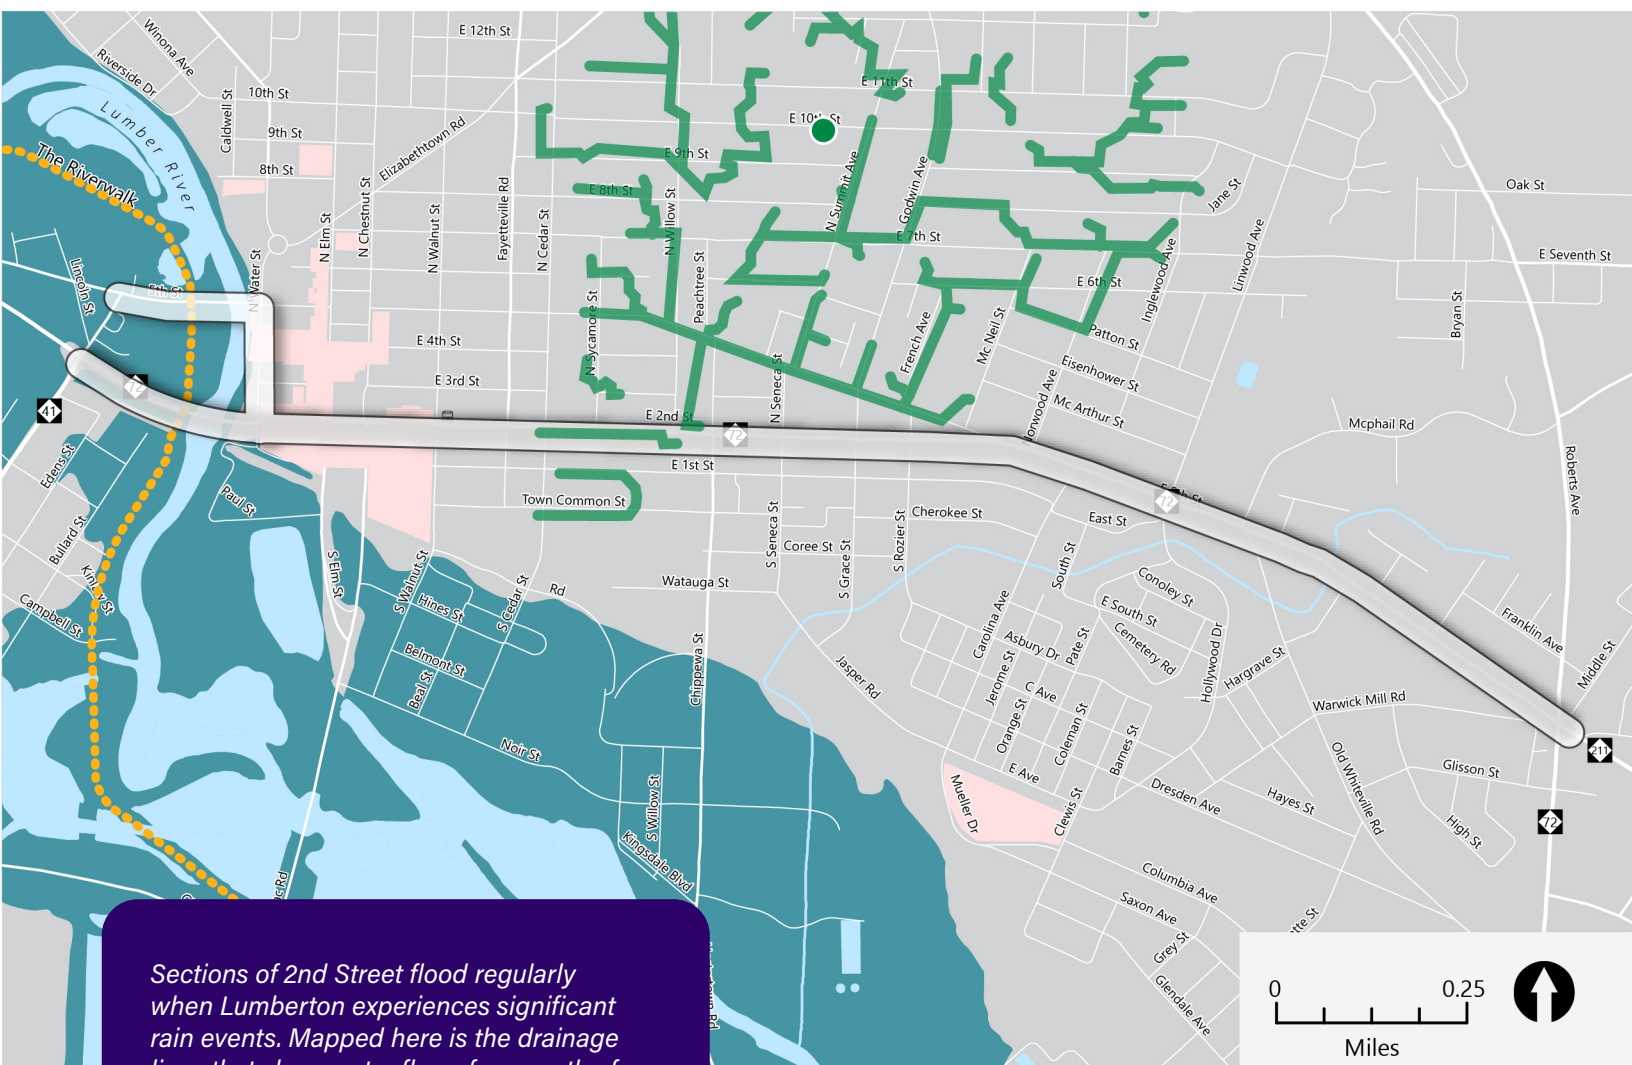 E 12th St
Winona Ave
Riverside Dr
10th St
Caldwell St
E 11th St
E 10th St
Lumber River
9th St
Elizabethtown Rd
The Riverwalk
8th St
E 9th St
E 8th St
N Elm St
N Chestnut St
N Walnut St
Fayetteville Rd
N Cedar St
N Willow St
N Summit Ave
Godwin Ave
Jane St
Oak St
E 7th St
E Seventh St
Lincoln St
N Water St
5th St
Peachtree St
E 6th St
Inglewood Ave
Linwood Ave
Bryan St
N Sycamore St
E 4th St
French Ave
Mc Neil St
Patton St
E 3rd St
N Seneca St
Eisenhower St
Norwood Ave
Mc Arthur St
Mcphail Rd
72
41
E 2nd St
72
E 1st St
Edens St
Roberts Ave
72
Paul St
Town Common St
Cherokee St
East St
Bullard St
S Elm St
S Walnut St
S Cedar St
Rd
S Seneca St
Coree St
S Grace St
S Rozier St
South St
Watauga St
Conoley St
Hines St
Campbell St
E South St
Cemetery Rd
Franklin Ave
Middle St
Carolina Ave
Asbury Dr
Pate St
Hollywood Dr
Hargrave St
Belmont St
Beal St
Chippewa St
Jasper Rd
Jerome St
C Ave
Orange St
Coleman St
Barnes St
Warwick Mill Rd
211
Noir St
E Ave
Old Whiteville Rd
Glisson St
Mueller Dr
Clewis St
Dresden Ave
Hayes St
High St
72
S Willow St
Kingsdale Blvd
Columbia Ave
Saxon Ave
Grey St
Glendale Ave
Sections of 2nd Street flood regularly
when Lumberton experiences significant
rain events. Mapped here is the drainage
0 0.25
Miles